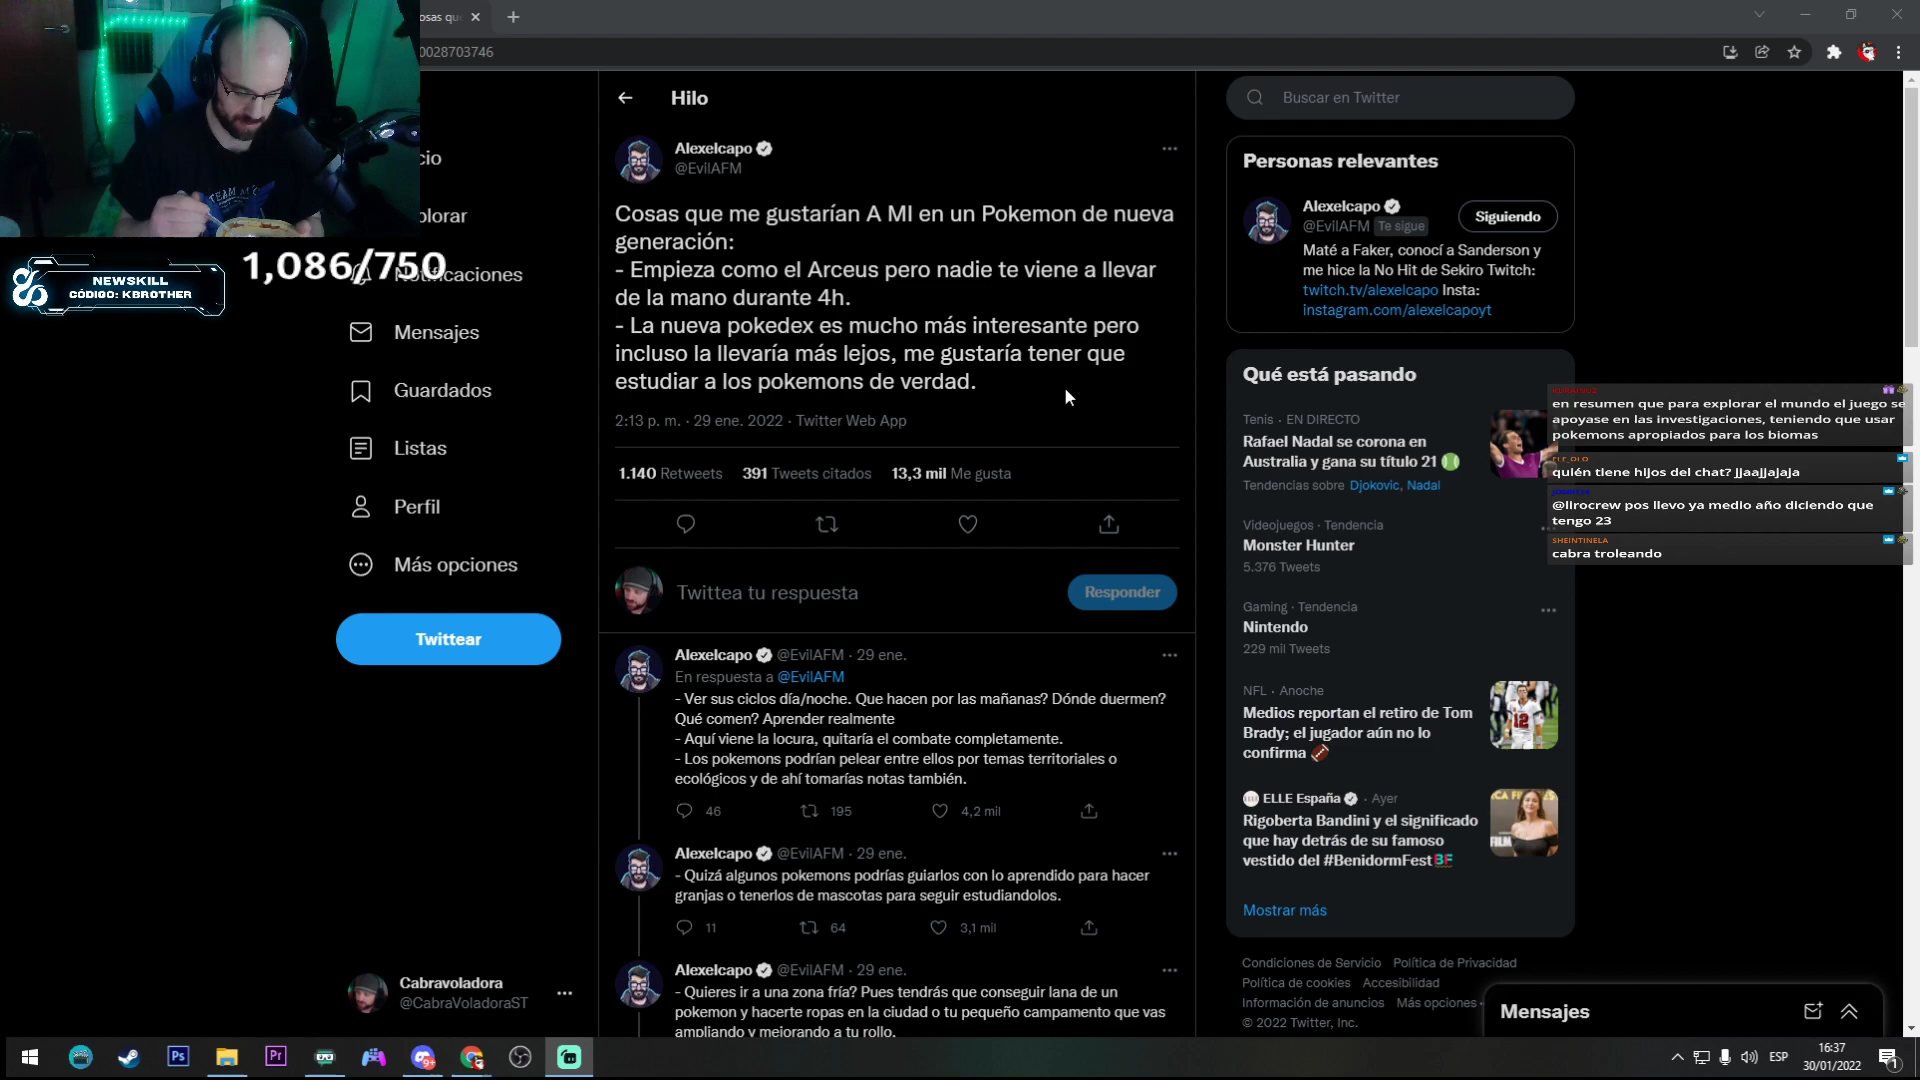 osas qu
0028703746
cio
plorar
Notificaciones
Mensajes
Guardados
Listas
Perfil
Más opciones
Twittear
Cabravoladora
@CabraVoladoraST
TEAM
1,086/750
NEWSKILL
CÓDIGO: KBROTHER
Hilo
Alexelcapo
@EvilAFM
Cosas que me gustarían A MI en un Pokemon de nueva
generación:
- Empieza como el Arceus pero nadie te viene a llevar
de la mano durante 4h.
- La nueva pokedex es mucho más interesante pero
incluso la llevaría más lejos, me gustaría tener que
estudiar a los pokemons de verdad.
2:13 p. m. · 29 ene. 2022 · Twitter Web App
1.140 Retweets 391 Tweets citados 13,3 mil Me gusta
Twittea tu respuesta
Responder
Alexelcapo @EvilAFM · 29 ene.
En respuesta a @EvilAFM
- Ver sus ciclos día/noche. Que hacen por las mañanas? Dónde duermen?
Qué comen? Aprender realmente
- Aquí viene la locura, quitaría el combate completamente.
- Los pokemons podrían pelear entre ellos por temas territoriales o
ecológicos y de ahí tomarías notas también.
46 195 4,2 mil
Alexelcapo @EvilAFM · 29 ene.
- Quizá algunos pokemons podrías guiarlos con lo aprendido para hacer
granjas o tenerlos de mascotas para seguir estudiandolos.
11 64 3,1 mil
Alexelcapo @EvilAFM · 29 ene.
- Quieres ir a una zona fría? Pues tendrás que conseguir lana de un
pokemon y hacerte ropas en la ciudad o tu pequeño campamento que vas
ampliando y mejorando a tu rollo.
Buscar en Twitter
Personas relevantes
Alexelcapo
@EvilAFM Te sigue
Siguiendo
Maté a Faker, conocí a Sanderson y
me hice la No Hit de Sekiro Twitch:
twitch.tv/alexelcapo Insta:
instagram.com/alexelcapoyt
Qué está pasando
Tenis · EN DIRECTO
Rafael Nadal se corona en
Australia y gana su título 21
Tendencias sobre Djokovic, Nadal
Videojuegos · Tendencia
Monster Hunter
5.376 Tweets
Gaming · Tendencia
Nintendo
229 mil Tweets
NFL · Anoche
Medios reportan el retiro de Tom
Brady; el jugador aún no lo
confirma
12
ELLE España · Ayer
Rigoberta Bandini y el significado
que hay detrás de su famoso
vestido del #BenidormFest BF
Mostrar más
Condiciones de Servicio Política de Privacidad
Política de cookies Accesibilidad
Información de anuncios Más opciones
© 2022 Twitter, Inc.
en resumen que para explorar el mundo el juego se
apoyase en las investigaciones, teniendo que usar
pokemons apropiados para los biomas
quién tiene hijos del chat? jjaajjajaja
@llrocrew pos llevo ya medio año diciendo que
tengo 23
SHEINTINELA
cabra troleando
Mensajes
Ps
Pr
9+
ESP
16:37
30/01/2022
1